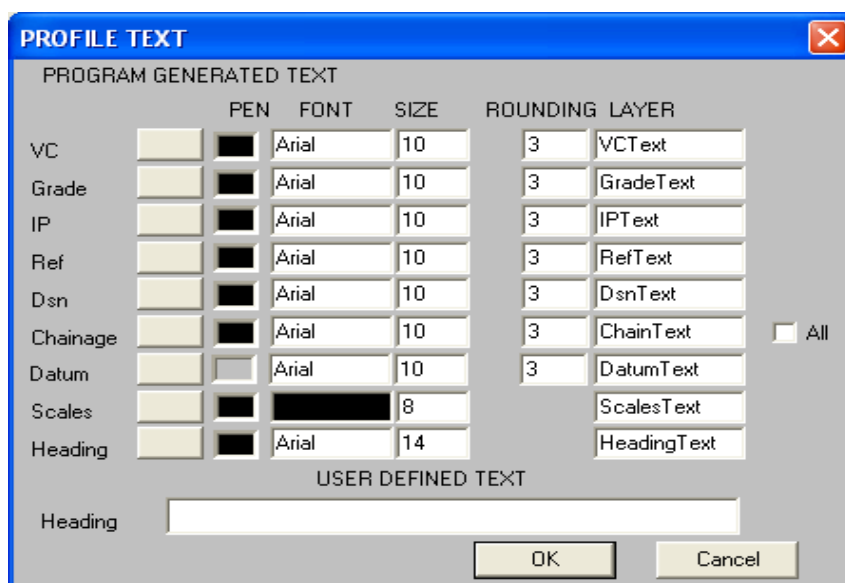 PROFILE TEXT
PROGRAM GENERATED TEXT
PEN FONT SIZE ROUNDING LAYER
VC Arial 10 3 VCText
Grade Arial 10 3 GradeText
IP Arial 10 3 IPText
Ref Arial 10 3 RefText
Dsn Arial 10 3 DsnText
Chainage Arial 10 3 ChainText All
Datum Arial 10 3 DatumText
Scales 8 ScalesText
Heading Arial 14 HeadingText
USER DEFINED TEXT
Heading
OK Cancel